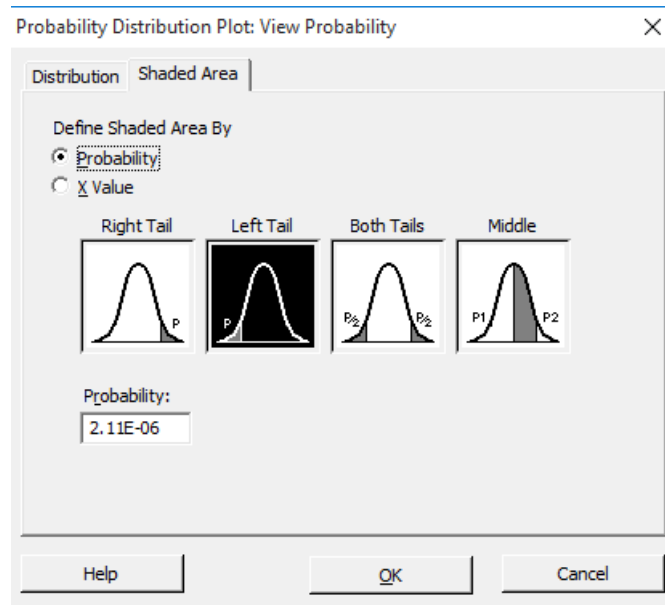 Probability Distribution Plot: View Probability
Distribution Shaded Area
Define Shaded Area By
Probability
X Value
Right Tail Left Tail Both Tails Middle
P P P/2 P/2 P1 P2
Probability:
2.11E-06
Help OK Cancel